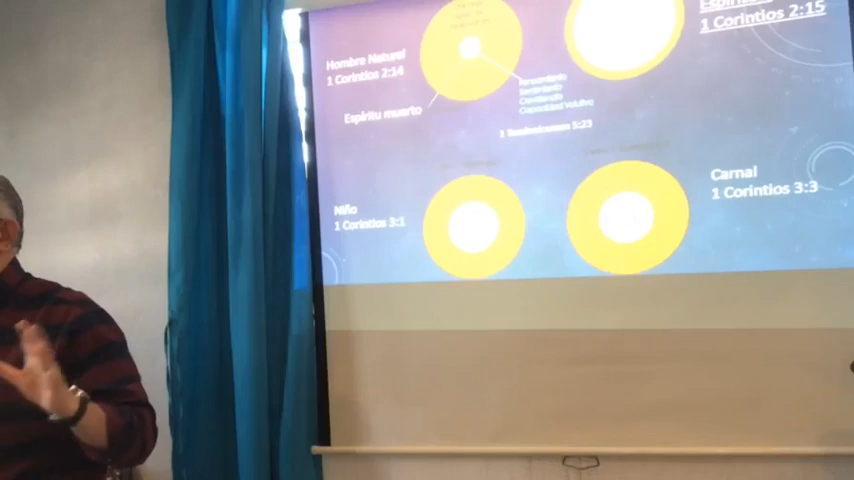 Hombre Natural
1 Corintios 2:14
Espíritu muerto
1 Corintios 2:15
Pensamiento
Sentimiento
Conciencia
Capacidad Volutiva
1 Tesalonicenses 5:23
Niño
1 Corintios 3:1
Carnal
1 Corintios 3:3